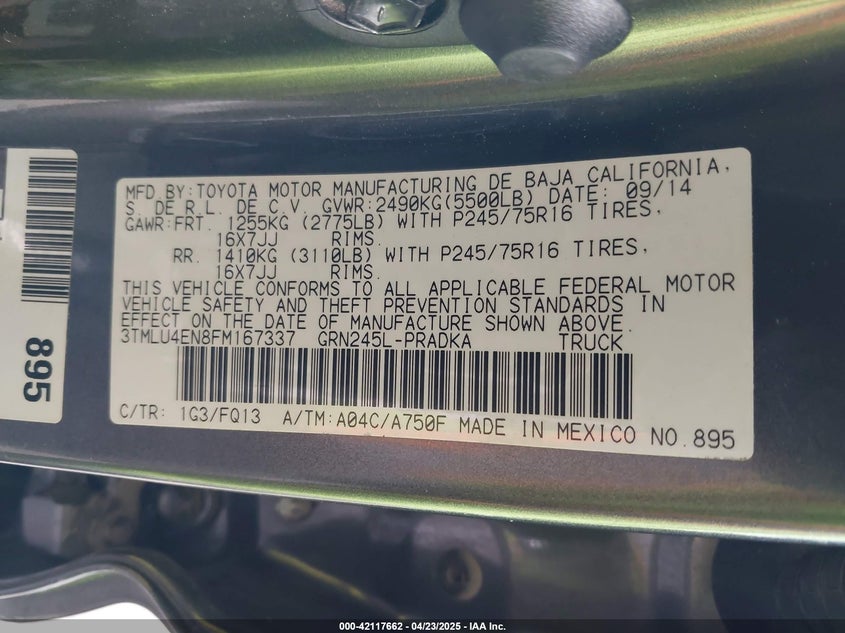 MFD BY:TOYOTA MOTOR MANUFACTURING DE BAJA CALIFORNIA,
S. DE R.L. DE C.V. GVWR:2490KG(5500LB) DATE: 09/14
GAWR:FRT. 1255KG (2775LB) WITH P245/75R16 TIRES,
16X7JJ RIMS.
RR. 1410KG (3110LB) WITH P245/75R16 TIRES,
16X7JJ RIMS.
THIS VEHICLE CONFORMS TO ALL APPLICABLE FEDERAL MOTOR
VEHICLE SAFETY AND THEFT PREVENTION STANDARDS IN
EFFECT ON THE DATE OF MANUFACTURE SHOWN ABOVE.
3TMLU4EN8FM167337 GRN245L-PRADKA TRUCK
C/TR: 1G3/FQ13 A/TM:A04C/A750F MADE IN MEXICO NO.895
895
000-42117662 - 04/23/2025 - IAA Inc.